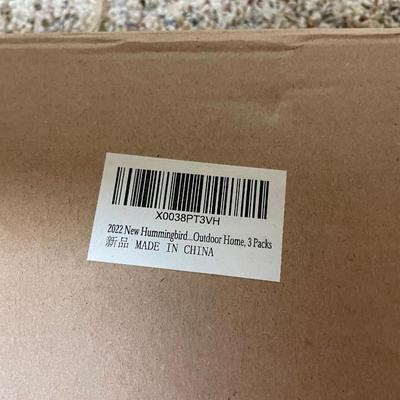 X0038PT3VH
2022 New Hummingbird...Outdoor Home, 3 Packs
新品 MADE IN CHINA